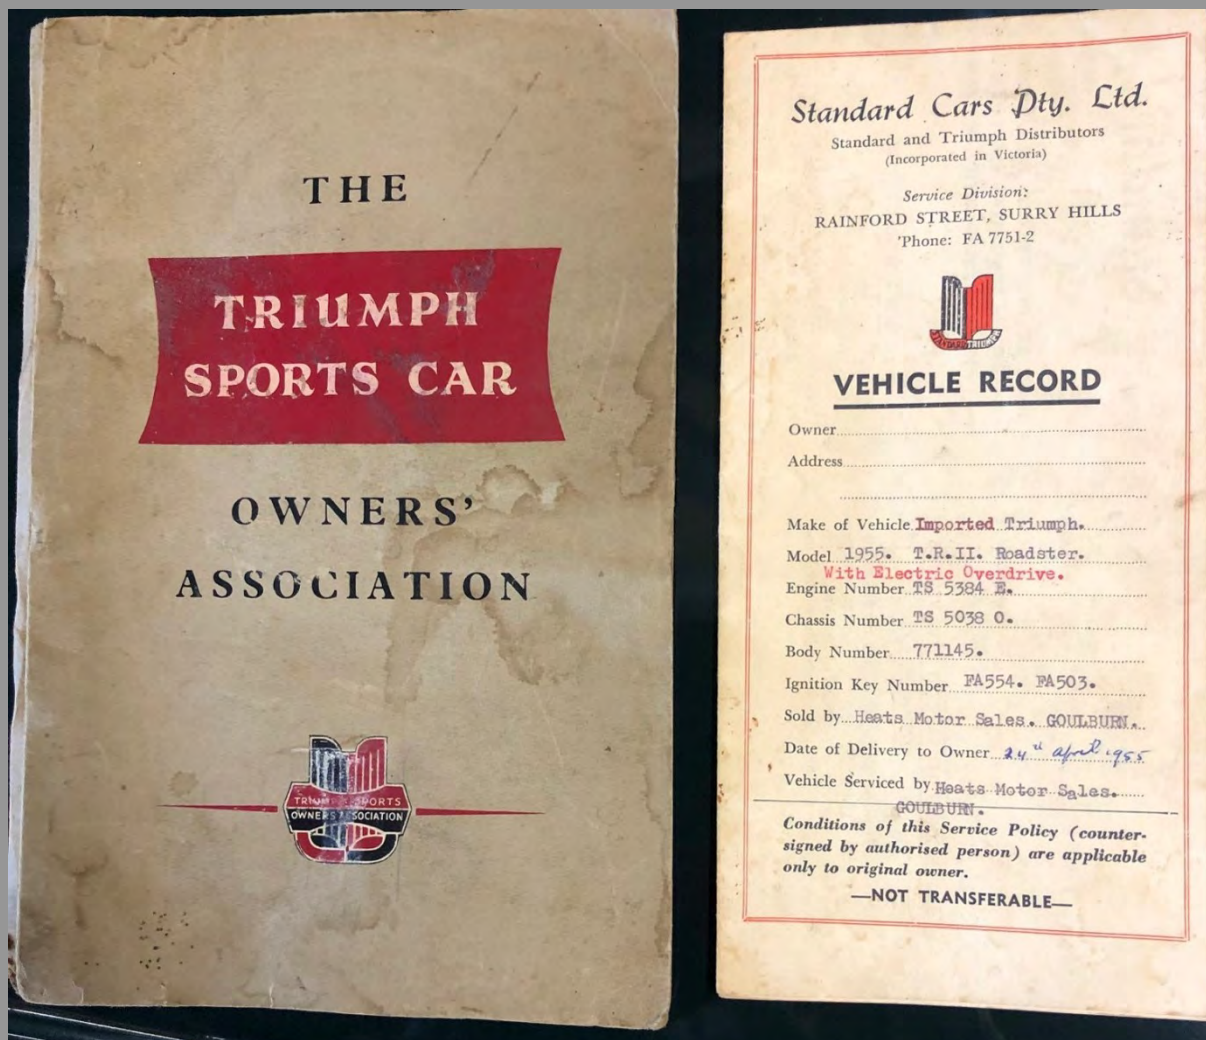 THE
TRIUMPH
SPORTS CAR
OWNERS'
ASSOCIATION
TRIUMPH SPORTS
OWNERS ASSOCIATION
Standard Cars Pty. Ltd.
Standard and Triumph Distributors
(Incorporated in Victoria)
Service Division:
RAINFORD STREET, SURRY HILLS
'Phone: FA 7751-2
STANDARD TRIUMPH
VEHICLE RECORD
Owner
Address
Make of Vehicle Imported Triumph.
Model 1955. T.R.II. Roadster.
With Electric Overdrive.
Engine Number TS 5384 E.
Chassis Number TS 5038 O.
Body Number 771145.
Ignition Key Number FA554. FA503.
Sold by Heats Motor Sales. GOULBURN.
Date of Delivery to Owner 24th April 1955
Vehicle Serviced by Heats Motor Sales.
GOULBURN.
Conditions of this Service Policy (counter-
signed by authorised person) are applicable
only to original owner.
—NOT TRANSFERABLE—